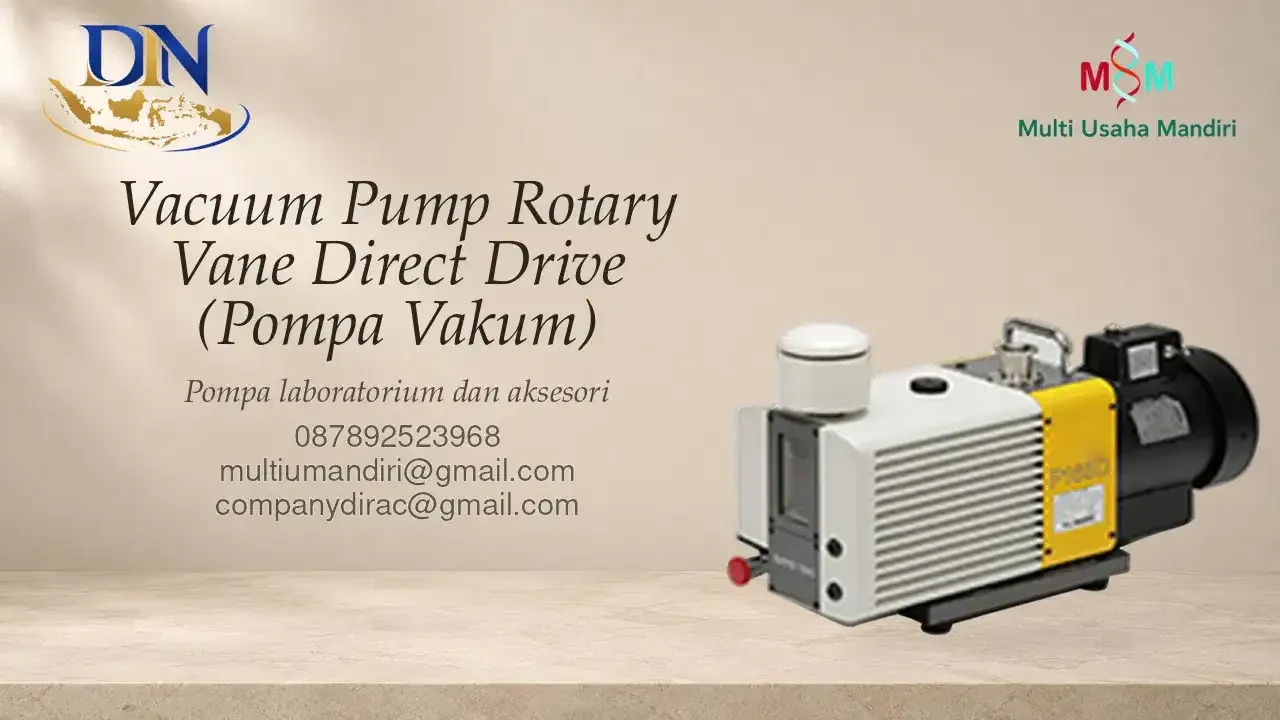 DIN
MSM
Multi Usaha Mandiri
Vacuum Pump Rotary
Vane Direct Drive
(Pompa Vakum)
Pompa laboratorium dan aksesori
087892523968
multiumandiri@gmail.com
companydirac@gmail.com